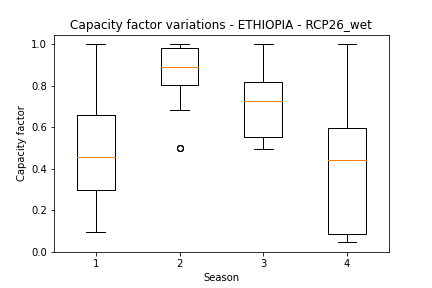 Capacity factor variations - ETHIOPIA - RCP26_wet
1.0
0.8
0.6
0.4
0.2
0.0
Capacity factor
1 2 3 4
Season